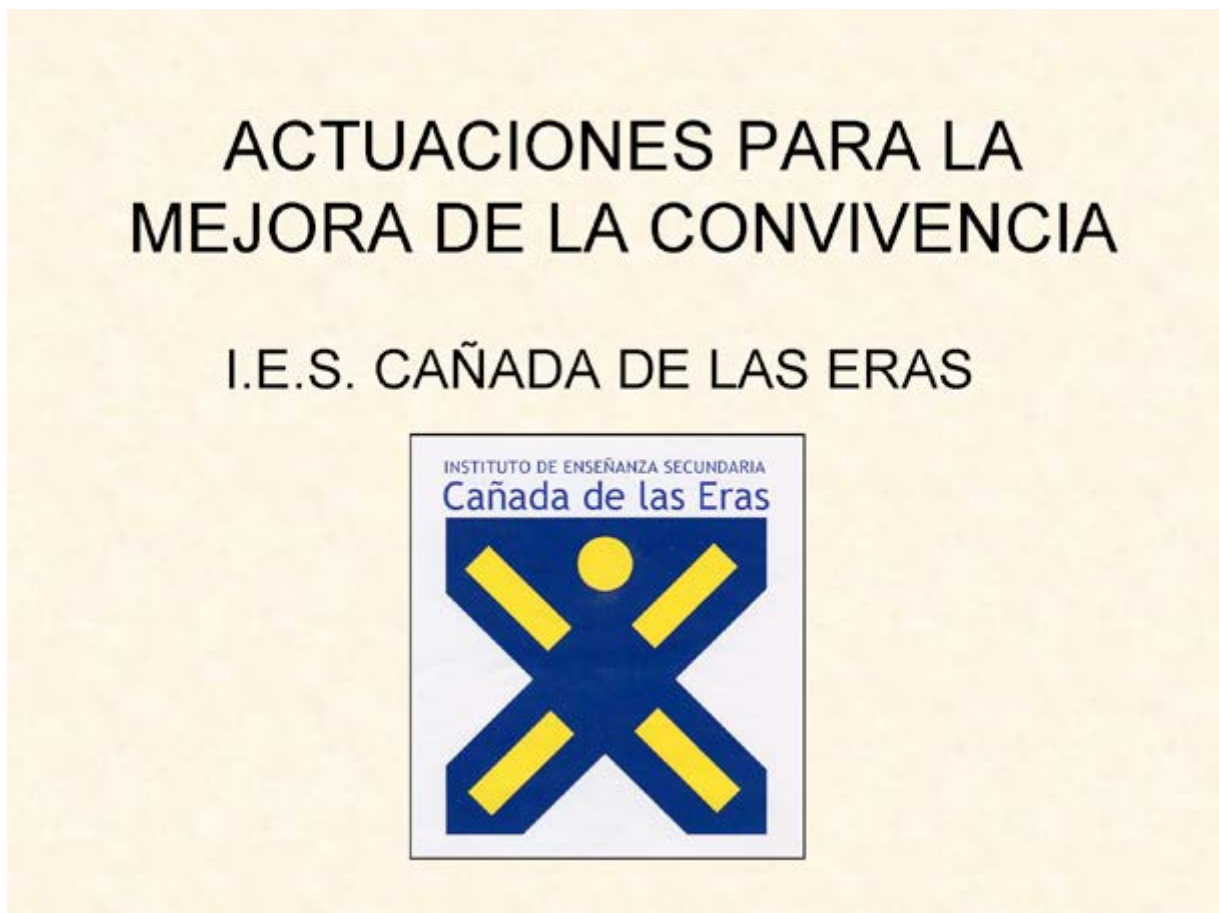 ACTUACIONES PARA LA
MEJORA DE LA CONVIVENCIA
I.E.S. CAÑADA DE LAS ERAS
INSTITUTO DE ENSEÑANZA SECUNDARIA
Cañada de las Eras